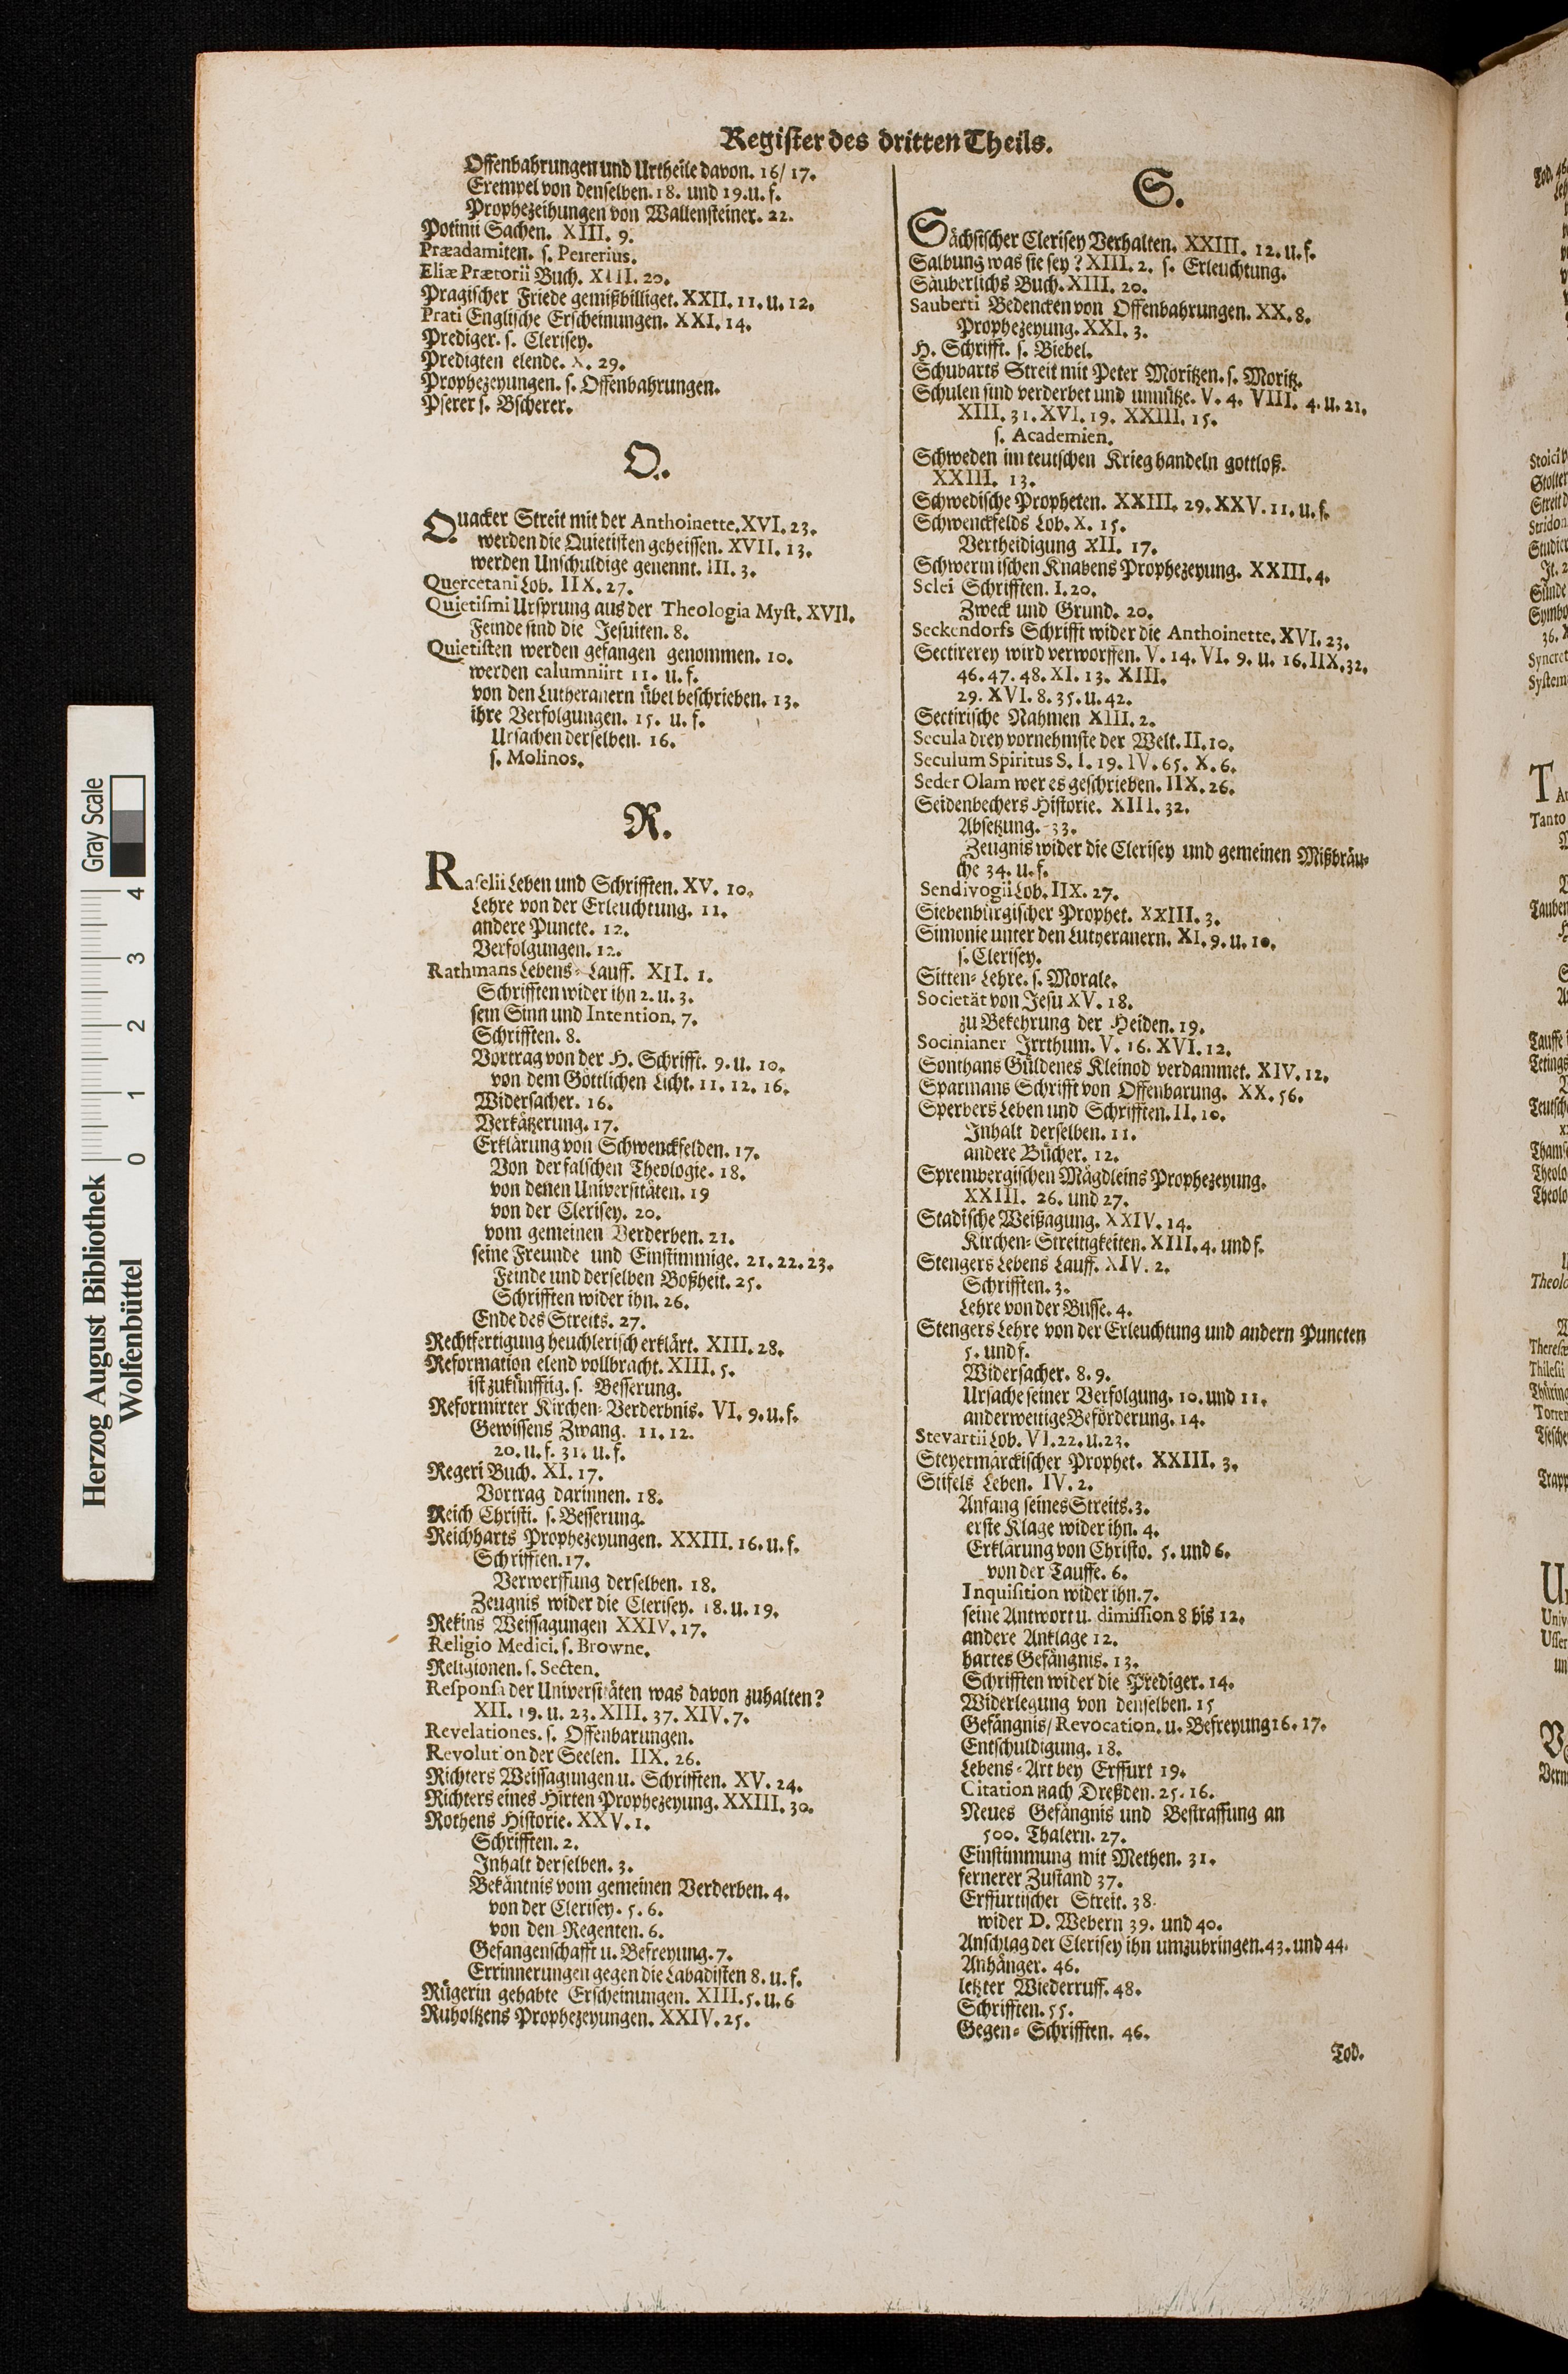 Register des dritten Theils.
Offenbahrungen und Urtheile davon. 16/ 17.
Exempel von denselben. 18. und 19. u. f.
Prophezeihungen von Wallensteiner. 22.
Potinii Sachen. XIII. 9.
Præadamiten. s. Peirerius.
Eliæ Prætorii Buch. XIII. 20.
Pragischer Friede gemißbilliget. XXII. 11. u. 12.
Prati Englische Erscheinungen. XXI. 14.
Prediger. s. Clerisey.
Predigten elende. X. 29.
Prophezeyungen. s. Offenbahrungen.
Pserer s. Bscherer.
Q.
Quacker Streit mit der Anthoinette. XVI. 23.
werden die Quietisten geheissen. XVII. 13.
werden Unschuldige genennt. III. 3.
Quercetani Lob. IIX. 27.
Quietismi Ursprung aus der Theologia Myst. XVII.
Feinde sind die Jesuiten. 8.
Quietisten werden gefangen genommen. 10.
werden calumniirt 11. u. f.
von den Lutheranern übel beschrieben. 13.
ihre Verfolgungen. 15. u. f.
Ursachen derselben. 16.
s. Molinos.
R.
Raselii Leben und Schrifften. XV. 10.
Lehre von der Erleuchtung. 11.
andere Puncte. 12.
Verfolgungen. 12.
Rathmans Lebens-Lauff. XII. 1.
Schrifften wider ihn 2. u. 3.
sein Sinn und Intention. 7.
Schrifften. 8.
Vortrag von der H. Schrifft. 9. u. 10.
von dem Göttlichen Licht. 11. 12. 16.
Widersacher. 16.
Verkätzerung. 17.
Erklärung von Schwenckfelden. 17.
Von der falschen Theologie. 18.
von denen Universitäten. 19
von der Clerisey. 20.
vom gemeinen Verderben. 21.
seine Freunde und Einstimmige. 21. 22. 23.
Feinde und derselben Boßheit. 25.
Schrifften wider ihn. 26.
Ende des Streits. 27.
Rechtfertigung heuchlerisch erklärt. XIII. 28.
Reformation elend vollbracht. XIII. 5.
ist zukünfftig. s. Besserung.
Reformirter Kirchen-Verderbnis. VI. 9. u. f.
Gewissens Zwang. 11. 12.
20. u. f. 31. u. f.
Regeri Buch. XI. 17.
Vortrag darinnen. 18.
Reich Christi. s. Besserung.
Reichharts Prophezeyungen. XXIII. 16. u. f.
Schrifften. 17.
Verwerffung derselben. 18.
Zeugnis wider die Clerisey. 18. u. 19.
Rekins Weissagungen XXIV. 17.
Religio Medici. s. Browne.
Religionen. s. Secten.
Responsa der Universitäten was davon zuhalten?
XII. 19. u. 23. XIII. 37. XIV. 7.
Revelationes. s. Offenbarungen.
Revolution der Seelen. IIX. 26.
Richters Weissagungen u. Schrifften. XV. 24.
Richters eines Hirten Prophezeyung. XXIII. 30.
Rothens Historie. XXV. 1.
Schrifften. 2.
Inhalt derselben. 3.
Bekäntnis vom gemeinen Verderben. 4.
von der Clerisey. 5. 6.
von den Regenten. 6.
Gefangenschafft u. Befreyung. 7.
Errinnerungen gegen die Labadisten 8. u. f.
Rügerin gehabte Erscheinungen. XIII. 5. u. 6
Ruholtzens Prophezeyungen. XXIV. 25.
S.
Sächsischer Clerisey Verhalten. XXIII. 12. u. f.
Salbung was sie sey? XIII. 2. s. Erleuchtung.
Säuberlichs Buch. XIII. 20.
Sauberti Bedencken von Offenbahrungen. XX. 8.
Prophezeyung. XXI. 3.
H. Schrifft. s. Biebel.
Schubarts Streit mit Peter Moritzen. s. Moritz.
Schulen sind verderbet und unnütze. V. 4. VIII. 4. u. 21.
XIII. 31. XVI. 19. XXIII. 15.
s. Academien.
Schweden im teutschen Krieg handeln gottloß.
XXIII. 13.
Schwedische Propheten. XXIII. 29. XXV. 11. u. f.
Schwenckfelds Lob. X. 15.
Vertheidigung XII. 17.
Schwerinischen Knabens Prophezeyung. XXIII. 4.
Sclei Schrifften. I. 20.
Zweck und Grund. 20.
Seckendorfs Schrifft wider die Anthoinette. XVI. 23.
Sectirerey wird verworffen. V. 14. VI. 9. u. 16. IIX. 32.
46. 47. 48. XI. 13. XIII.
29. XVI. 8. 35. u. 42.
Sectirische Nahmen XIII. 2.
Secula drey vornehmste der Welt. II. 10.
Seculum Spiritus S. I. 19. IV. 65. X. 6.
Seder Olam wer es geschrieben. IIX. 26.
Seidenbechers Historie. XIII. 32.
Absetzung. 33.
Zeugnis wider die Clerisey und gemeinen Mißbräu-
che 34. u. f.
Sendivogii Lob. IIX. 27.
Siebenbürgischer Prophet. XXIII. 3.
Simonie unter den Lutheranern. XI. 9. u. 10.
s. Clerisey.
Sitten-Lehre. s. Morale.
Societät von Jesu XV. 18.
zu Bekehrung der Heiden. 19.
Socinianer Irrthum. V. 16. XVI. 12.
Sonthans Güldenes Kleinod verdammet. XIV. 12.
Sparmans Schrifft von Offenbarung. XX. 56.
Sperbers Leben und Schrifften. II. 10.
Inhalt derselben. 11.
andere Bücher. 12.
Sprembergischen Mägdleins Prophezeyung.
XXIII. 26. und 27.
Stadische Weißagung. XXIV. 14.
Kirchen-Streitigkeiten. XIII. 4. und f.
Stengers Lebens Lauff. XIV. 2.
Schrifften. 3.
Lehre von der Busse. 4.
Stengers Lehre von der Erleuchtung und andern Puncten
5. und f.
Widersacher. 8. 9.
Ursache seiner Verfolgung. 10. und 11.
anderweitige Beförderung. 14.
Stevartii Lob. VI. 22. u. 23.
Steyermärckischer Prophet. XXIII. 3.
Stifels Leben. IV. 2.
Anfang seines Streits. 3.
erste Klage wider ihn. 4.
Erklärung von Christo. 5. und 6.
von der Tauffe. 6.
Inquisition wider ihn. 7.
seine Antwort u. dimission 8 bis 12.
andere Anklage 12.
hartes Gefängnis. 13.
Schrifften wider die Prediger. 14.
Widerlegung von denselben. 15
Gefängnis/ Revocation. u. Befreyung 16. 17.
Entschuldigung. 18.
Lebens-Art bey Erffurt 19.
Citation nach Dreßden. 25. 16.
Neues Gefängnis und Bestraffung an
500. Thalern. 27.
Einstimmung mit Methen. 31.
fernerer Zustand 37.
Erffurtischer Streit. 38.
wider D. Webern 39. und 40.
Anschlag der Clerisey ihn umzubringen. 43. und 44.
Anhänger. 46.
letzter Wiederruff. 48.
Schrifften. 55.
Gegen-Schrifften. 46.
Tod.
Stoici
Tanto
Herzog August Bibliothek
Wolfenbüttel
0 1 2 3 4
Gray Scale